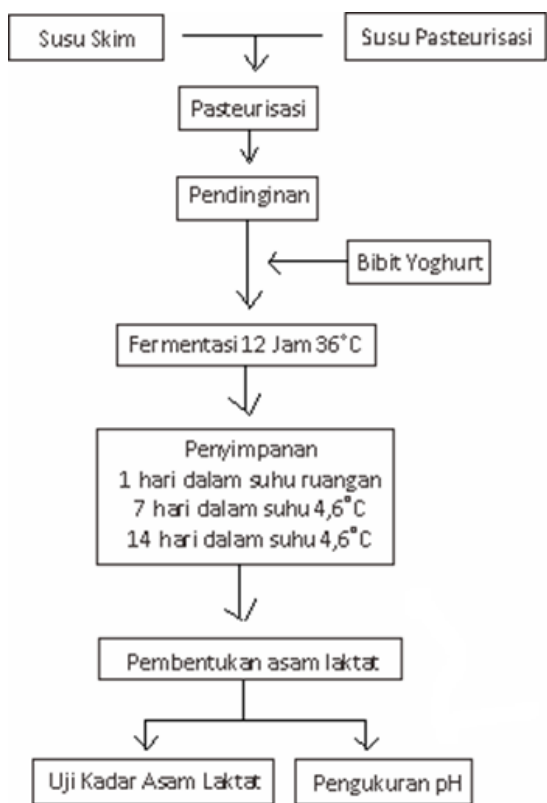 Susu Skim
Susu Pasteurisasi
Pasteurisasi
Pendinginan
Bibit Yoghurt
Fermentasi 12 Jam 36°C
Penyimpanan
1 hari dalam suhu ruangan
7 hari dalam suhu 4,6°C
14 hari dalam suhu 4,6°C
Pembentukan asam laktat
Uji Kadar Asam Laktat
Pengukuran pH